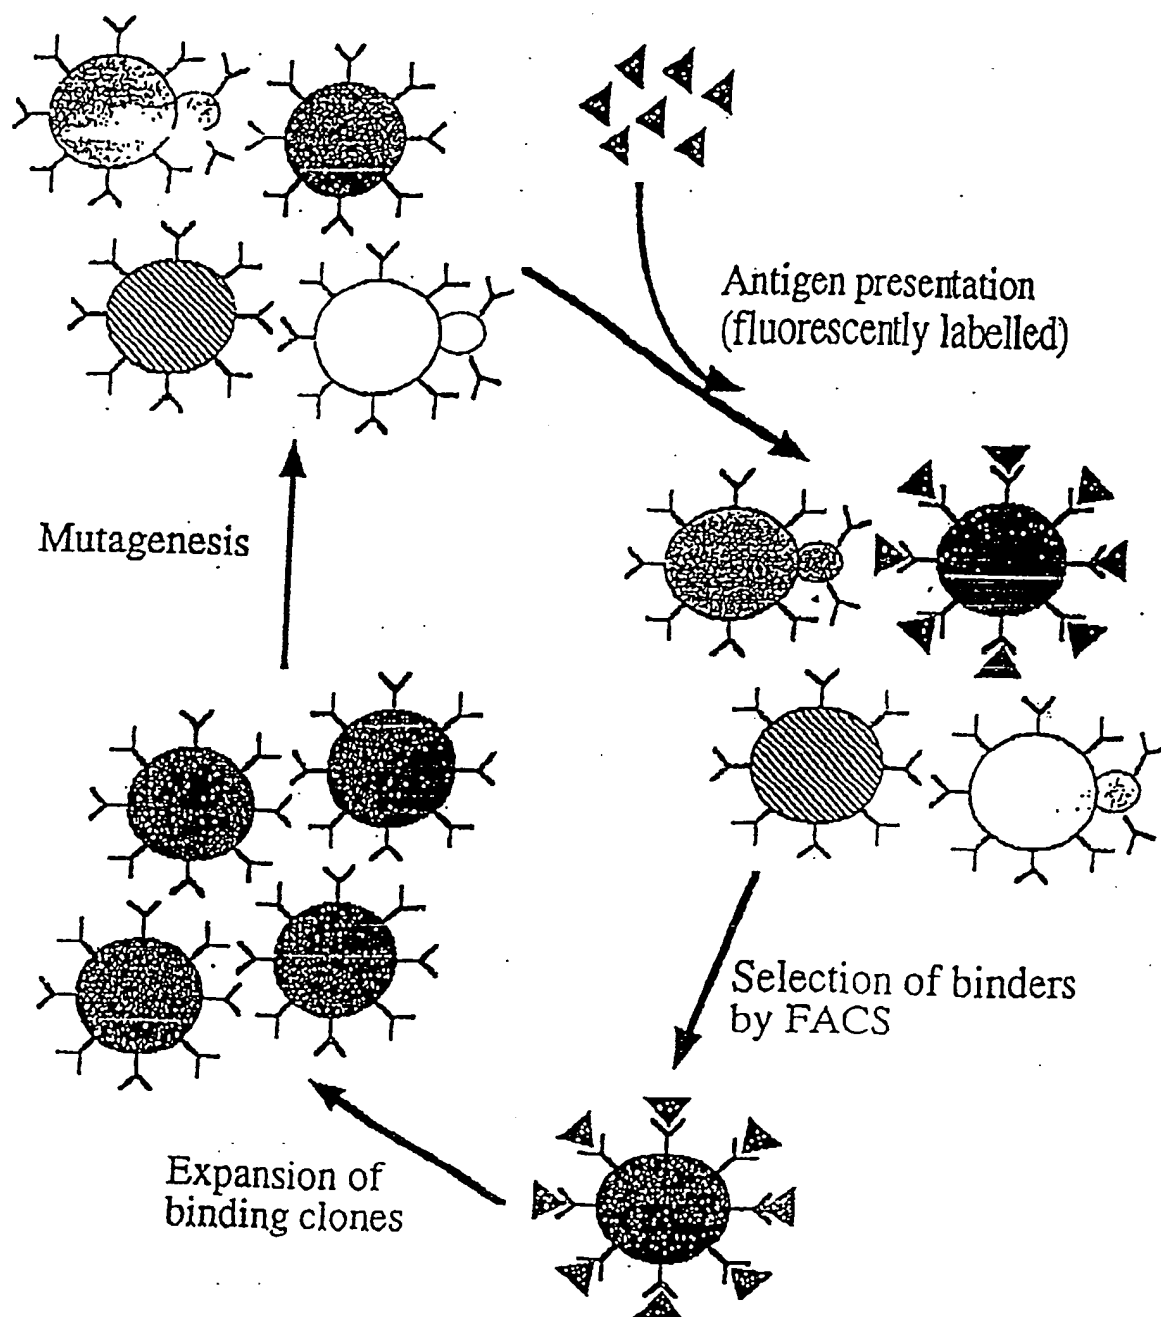 Antigen presentation
(fluorescently labelled)
Mutagenesis
Selection of binders
by FACS
Expansion of
binding clones